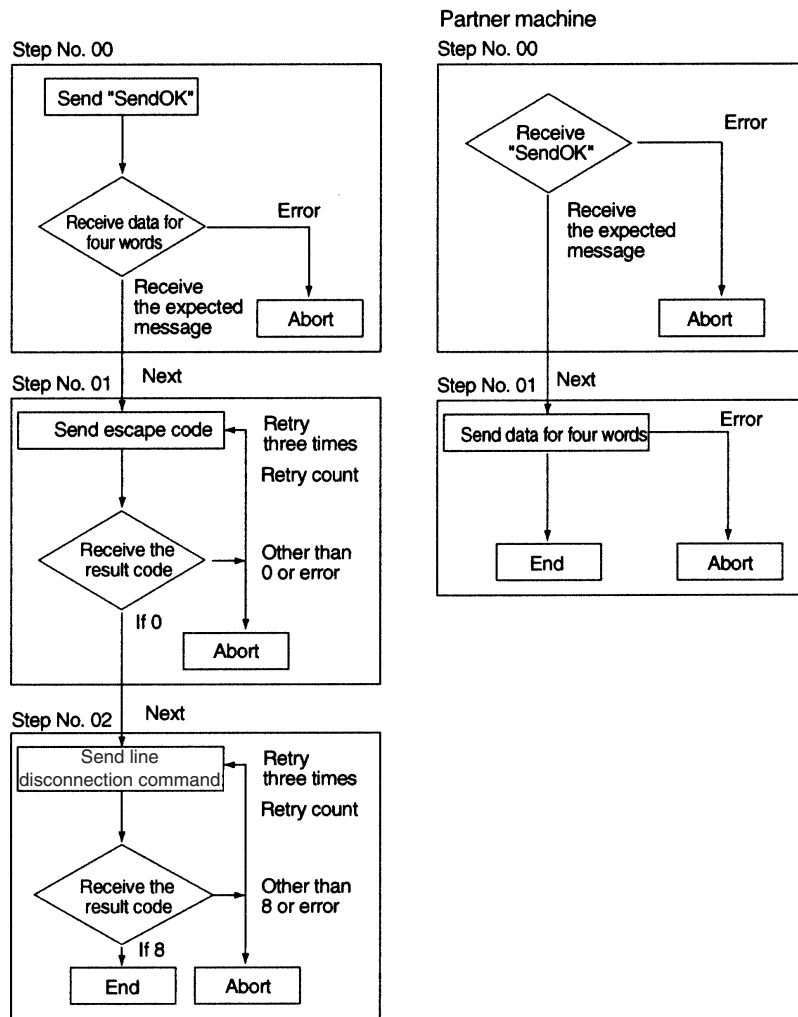 Step No. 00
Send "SendOK"
Receive data for
four words
Error
Receive
the expected
message
Abort
Next
Step No. 01
Send escape code
Retry
three times
Retry count
Receive the
result code
Other than
0 or error
If 0
Abort
Next
Step No. 02
Send line
disconnection command
Retry
three times
Retry count
Receive the
result code
Other than
8 or error
If 8
End
Abort
Partner machine
Step No. 00
Receive
"SendOK"
Error
Receive
the expected
message
Abort
Next
Step No. 01
Send data for four words
Error
End
Abort